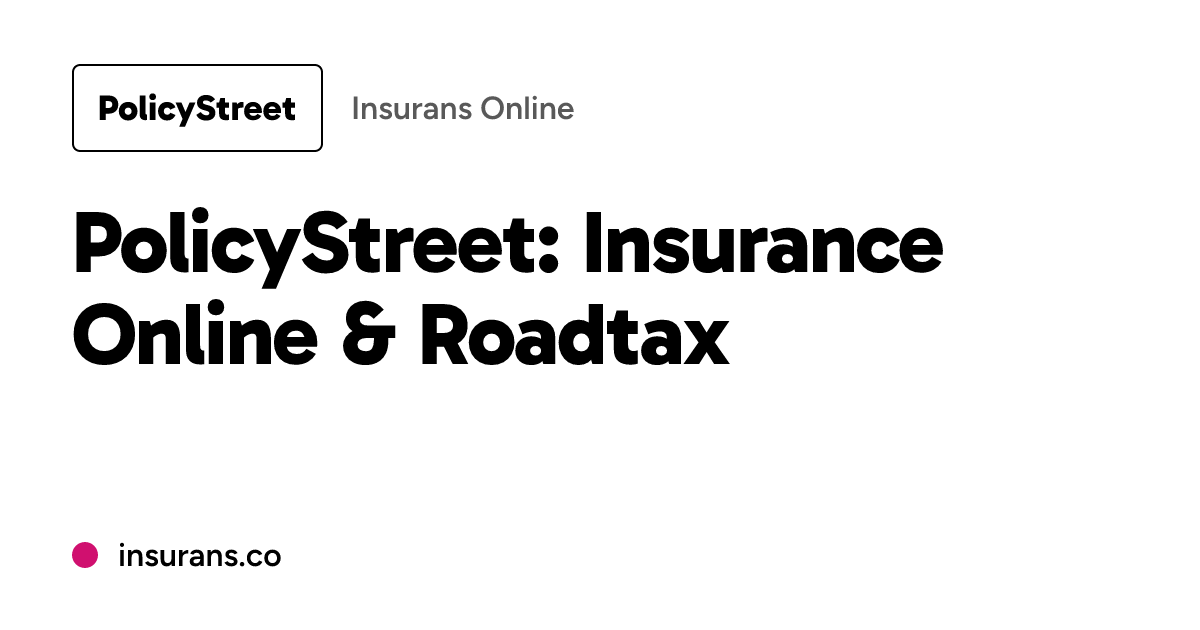 PolicyStreet
Insurans Online
PolicyStreet: Insurance
Online & Roadtax
insurans.co